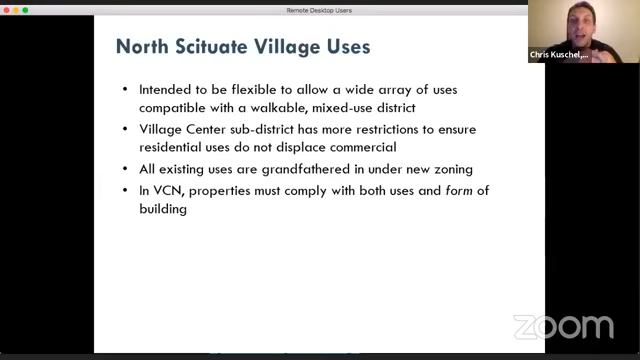 Remote Desktop Users
North Scituate Village Uses
• Intended to be flexible to allow a wide array of uses
compatible with a walkable, mixed-use district
• Village Center sub-district has more restrictions to ensure
residential uses do not displace commercial
• All existing uses are grandfathered in under new zoning
• In VCN, properties must comply with both uses and form of
building
Chris Kuschel,...
zoom